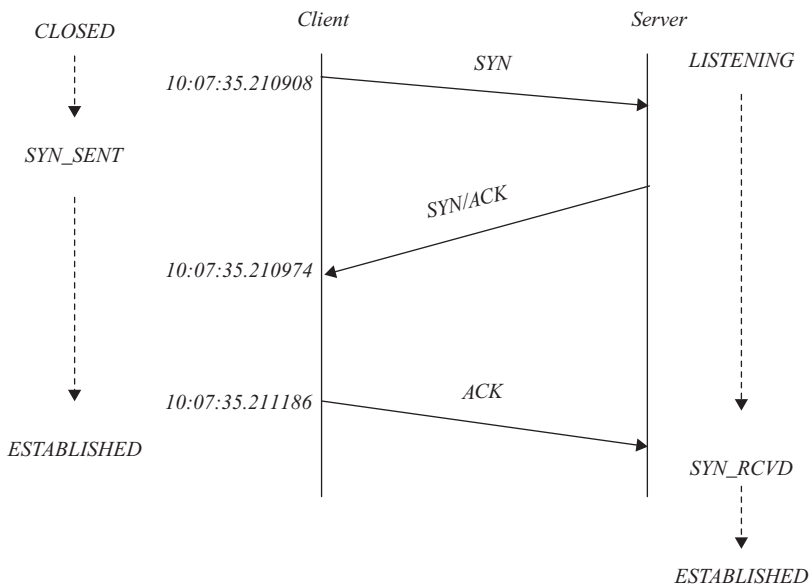 Client
Server
CLOSED
SYN
LISTENING
10:07:35.210908
SYN_SENT
SYN/ACK
10:07:35.210974
ACK
10:07:35.211186
ESTABLISHED
SYN_RCVD
ESTABLISHED